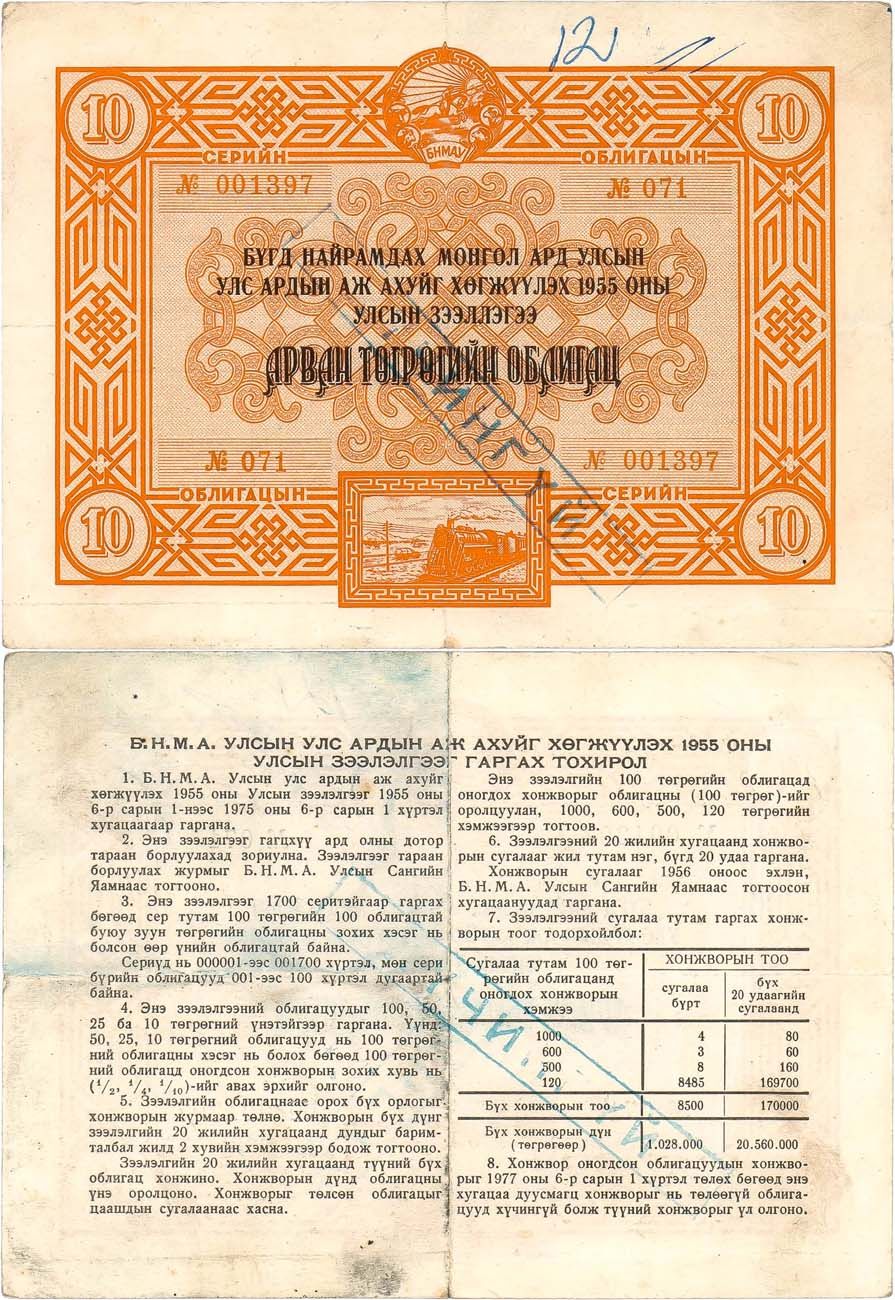 12
10
10
БНМАУ
СЕРИЙН
ОБЛИГАЦЫН
№ 001397
№ 071
БҮГД НАЙРАМДАХ МОНГОЛ АРД УЛСЫН
УЛС АРДЫН АЖ АХУЙГ ХӨГЖҮҮЛЭХ 1955 ОНЫ
УЛСЫН ЗЭЭЛЛЭГЭЭ
АРВАН ТӨГРӨГИЙН ОБЛИГАЦ
№ 071
№ 001397
ОБЛИГАЦЫН
СЕРИЙН
10
10
Б.Н.М.А. УЛСЫН УЛС АРДЫН АЖ АХУЙГ ХӨГЖҮҮЛЭХ 1955 ОНЫ
УЛСЫН ЗЭЭЛЭЛГЭЭГ ГАРГАХ ТОХИРОЛ
1. Б.Н.М.А. Улсын улс ардын аж ахуйг
хөгжүүлэх 1955 оны Улсын зээлэлгээг 1955 оны
6-р сарын 1-нээс 1975 оны 6-р сарын 1 хүртэл
хугацаагаар гаргана.
2. Энэ зээлэлгээг гагцхүү ард олны дотор
тараан борлуулахад зориулна. Зээлэлгээг тараан
борлуулах журмыг Б.Н.М.А. Улсын Сангийн
Яамнаас тогтооно.
3. Энэ зээлэлгээг 1700 серитэйгаар гаргах
бөгөөд сер тутам 100 төгрөгийн 100 облигацтай
буюу зуун төгрөгийн облигацны зохих хэсэг нь
болсон өөр үнийн облигацтай байна.
Сериуд нь 000001-ээс 001700 хүртэл, мөн сери
бүрийн облигацууд 001-ээс 100 хүртэл дугаартай
байна.
4. Энэ зээлэлгээний облигацуудыг 100, 50,
25 ба 10 төгрөгний үнэтэйгээр гаргана. Үүнд:
50, 25, 10 төгрөгний облигацууд нь 100 төгрөг-
ний облигацны хэсэг нь болох бөгөөд 100 төгрөг-
ний облигацд оногдсон хонжворын зохих хувь нь
(1/2, 1/4, 1/10)-ийг авах эрхийг олгоно.
5. Зээлэлгийн облигацнаас орох бүх орлогыг
хонжворын журмаар төлнө. Хонжворын бүх дүнг
зээлэлгийн 20 жилийн хугацаанд дундыг барим-
талбал жилд 2 хувийн хэмжээгээр бодож тогтооно.
Зээлэлгийн 20 жилийн хугацаанд түүний бүх
облигац хонжино. Хонжворын дүнд облигацны
үнэ оролцоно. Хонжворыг төлсөн облигацыг
цаашдын сугалаанаас хасна.
Энэ зээлэлгийн 100 төгрөгийн облигацад
оногдох хонжворыг облигацны (100 төгрөг)-ийг
оролцуулан, 1000, 600, 500, 120 төгрөгийн
хэмжээгээр тогтоов.
6. Зээлэлгээний 20 жилийн хугацаанд хонжво-
рын сугалааг жил тутам нэг, бүгд 20 удаа гаргана.
Хонжворын сугалааг 1956 оноос эхлэн,
Б.Н.М.А. Улсын Сангийн Яамнаас тогтоосон
хугацаануудад гаргана.
7. Зээлэлгээний сугалаа тутам гаргах хонж-
ворын тоог тодорхойлбол:
Сугалаа тутам 100 төг-
рөгийн облигацанд
оногдох хонжворын
хэмжээ
ХОНЖВОРЫН ТОО
сугалаа
бүрт
бүх
20 удаагийн
сугалаанд
1000 4 80
600 3 60
500 8 160
120 8485 169700
Бүх хонжворын тоо 8500 170000
Бүх хонжворын дүн
(төгрөгөөр) 1.028.000 20.560.000
8. Хонжвор оногдсон облигацуудын хонжво-
рыг 1977 оны 6-р сарын 1 хүртэл төлөх бөгөөд энэ
хугацаа дуусмагц хонжворыг нь төлөөгүй облига-
цууд хүчингүй болж түүний хонжворыг үл олгоно.